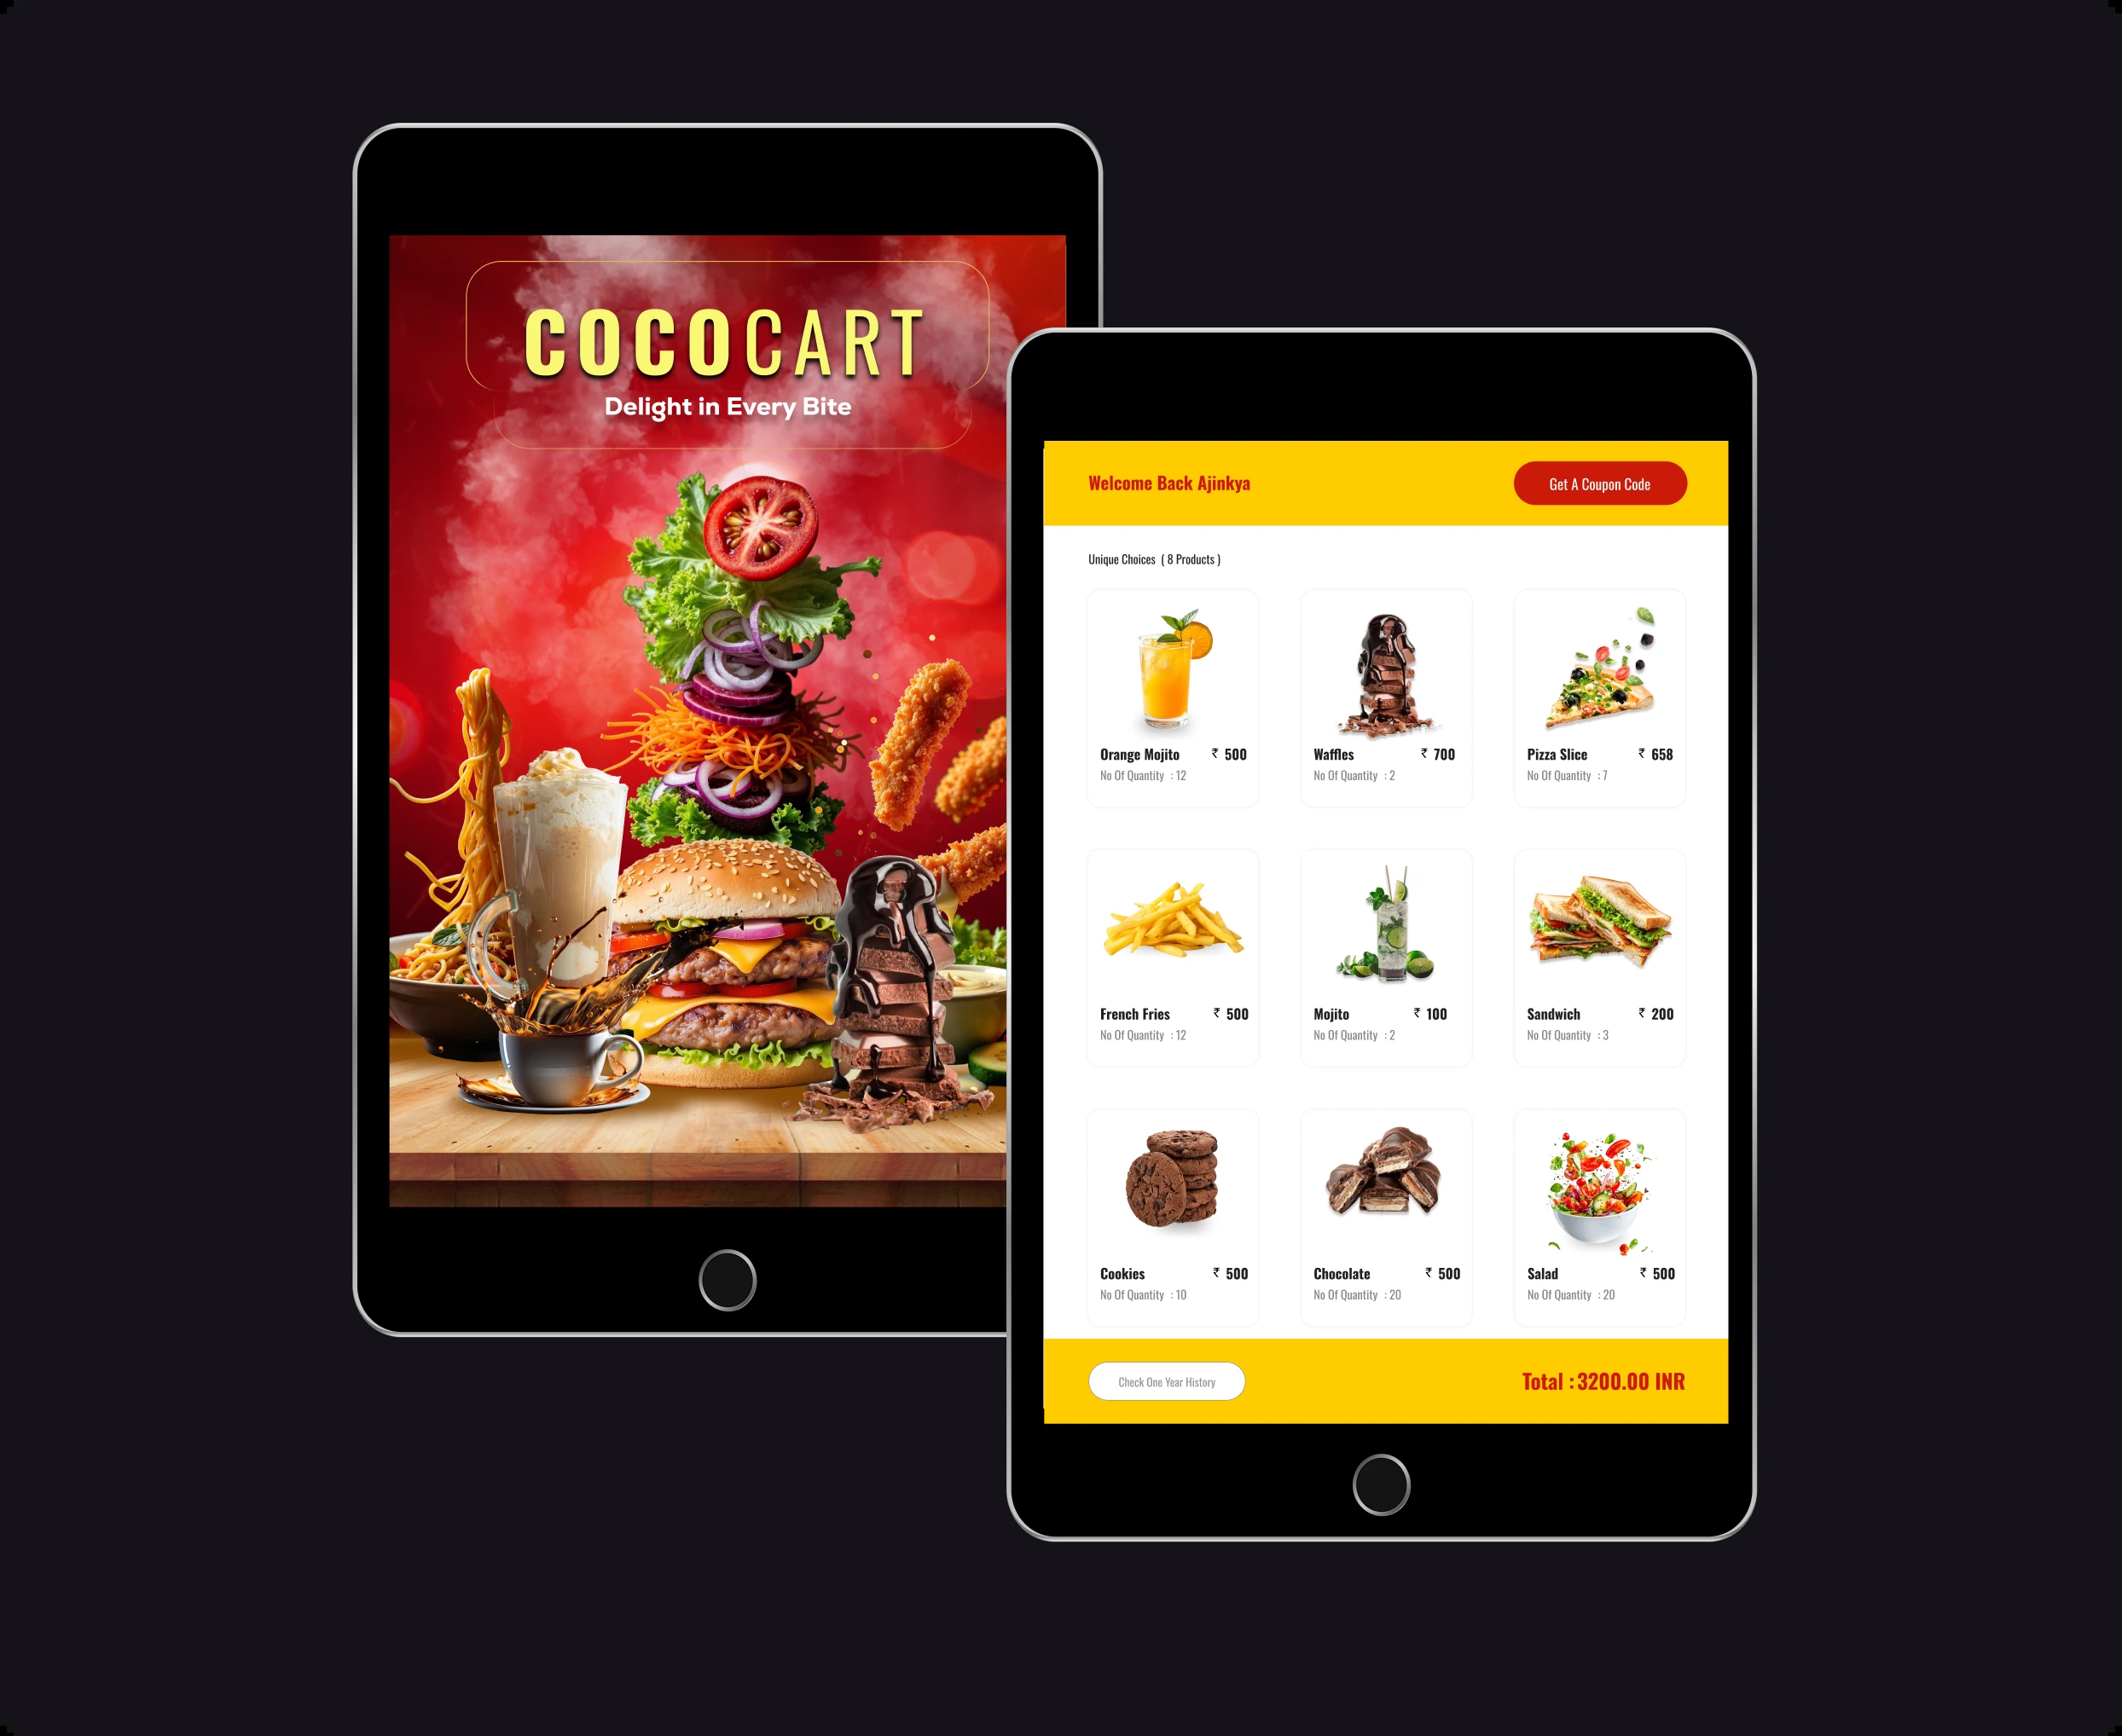 COCOCART
Delight in Every Bite
Welcome Back Ajinkya
Get A Coupon Code
Unique Choices ( 8 Products )
Orange Mojito ₹ 500
No Of Quantity : 12
Waffles ₹ 700
No Of Quantity : 2
Pizza Slice ₹ 658
No Of Quantity : 7
French Fries ₹ 500
No Of Quantity : 12
Mojito ₹ 100
No Of Quantity : 2
Sandwich ₹ 200
No Of Quantity : 3
Cookies ₹ 500
No Of Quantity : 10
Chocolate ₹ 500
No Of Quantity : 20
Salad ₹ 500
No Of Quantity : 20
Check One Year History
Total : 3200.00 INR